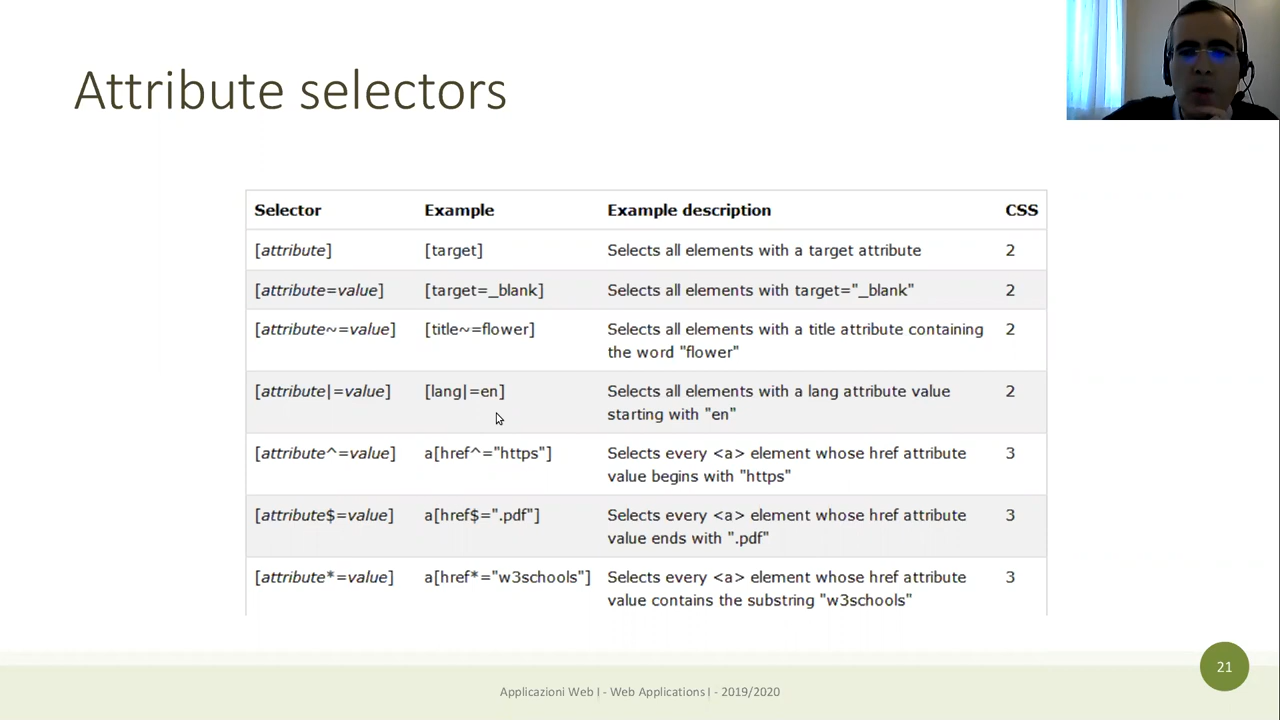 Attribute selectors
Selector Example Example description CSS
[attribute] [target] Selects all elements with a target attribute 2
[attribute=value] [target=_blank] Selects all elements with target="_blank" 2
[attribute~=value] [title~=flower] Selects all elements with a title attribute containing 2
the word "flower"
[attribute|=value] [lang|=en] Selects all elements with a lang attribute value 2
starting with "en"
[attribute^=value] a[href^="https"] Selects every <a> element whose href attribute 3
value begins with "https"
[attribute$=value] a[href$=".pdf"] Selects every <a> element whose href attribute 3
value ends with ".pdf"
[attribute*=value] a[href*="w3schools"] Selects every <a> element whose href attribute 3
value contains the substring "w3schools"
21
Applicazioni Web I - Web Applications I - 2019/2020